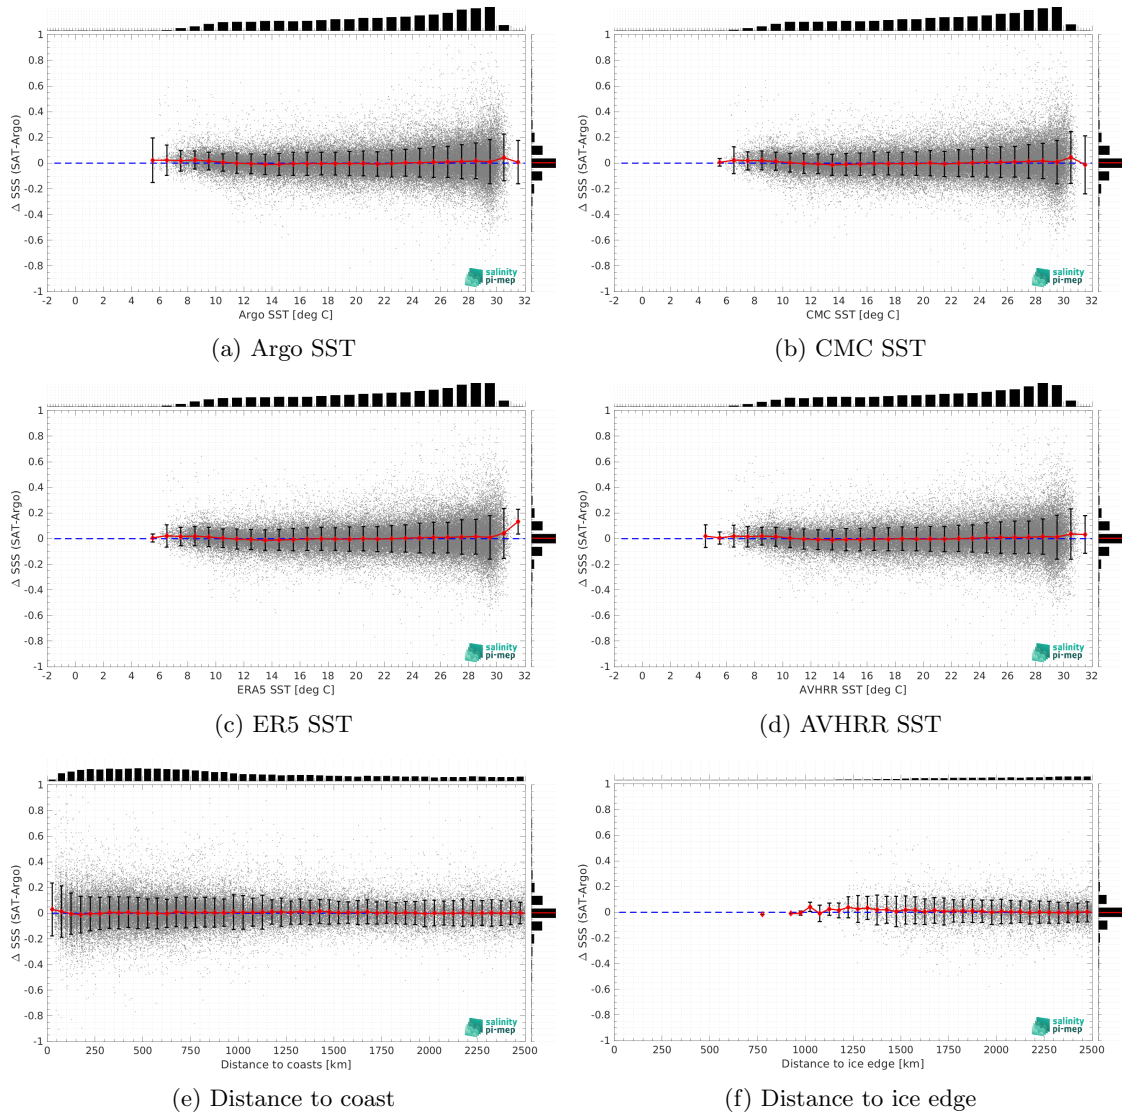 1
0.8
0.6
0.4
0.2
0
-0.2
-0.4
-0.6
-0.8
-1
Δ SSS (SAT-Argo)
salinity
pi-mep
-2 0 2 4 6 8 10 12 14 16 18 20 22 24 26 28 30 32
Argo SST [deg C]
(a) Argo SST
1
0.8
0.6
0.4
0.2
0
-0.2
-0.4
-0.6
-0.8
-1
Δ SSS (SAT-Argo)
salinity
pi-mep
-2 0 2 4 6 8 10 12 14 16 18 20 22 24 26 28 30 32
CMC SST [deg C]
(b) CMC SST
1
0.8
0.6
0.4
0.2
0
-0.2
-0.4
-0.6
-0.8
-1
Δ SSS (SAT-Argo)
salinity
pi-mep
-2 0 2 4 6 8 10 12 14 16 18 20 22 24 26 28 30 32
ERA5 SST [deg C]
(c) ER5 SST
1
0.8
0.6
0.4
0.2
0
-0.2
-0.4
-0.6
-0.8
-1
Δ SSS (SAT-Argo)
salinity
pi-mep
-2 0 2 4 6 8 10 12 14 16 18 20 22 24 26 28 30 32
AVHRR SST [deg C]
(d) AVHRR SST
1
0.8
0.6
0.4
0.2
0
-0.2
-0.4
-0.6
-0.8
-1
Δ SSS (SAT-Argo)
salinity
pi-mep
0 250 500 750 1000 1250 1500 1750 2000 2250 2500
Distance to coasts [km]
(e) Distance to coast
1
0.8
0.6
0.4
0.2
0
-0.2
-0.4
-0.6
-0.8
-1
Δ SSS (SAT-Argo)
salinity
pi-mep
0 250 500 750 1000 1250 1500 1750 2000 2250 2500
Distance to ice edge [km]
(f) Distance to ice edge